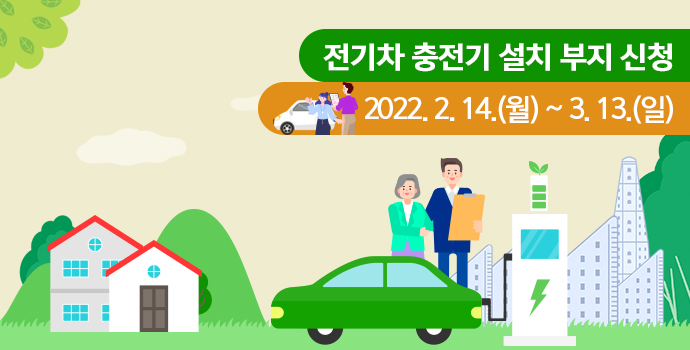 전기차 충전기 설치 부지 신청
2022. 2. 14.(월) ~ 3. 13.(일)